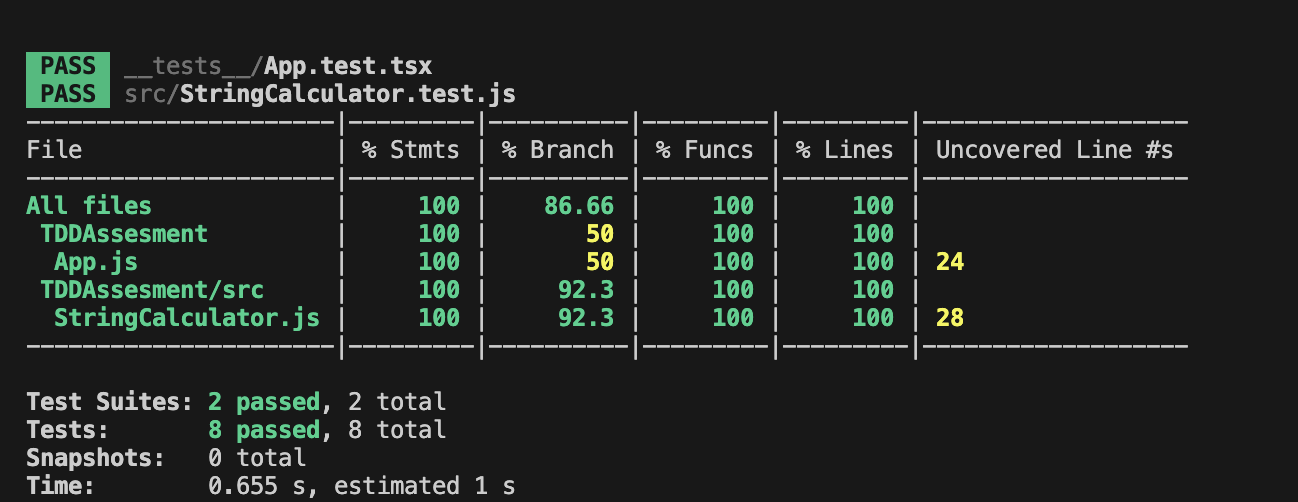 PASS __tests__/App.test.tsx
PASS src/StringCalculator.test.js
-----------------------|---------|----------|---------|---------|-------------------
File                   | % Stmts | % Branch | % Funcs | % Lines | Uncovered Line #s
-----------------------|---------|----------|---------|---------|-------------------
All files              |     100 |    86.66 |     100 |     100 |
 TDDAssesment          |     100 |       50 |     100 |     100 |
  App.js               |     100 |       50 |     100 |     100 | 24
 TDDAssesment/src      |     100 |     92.3 |     100 |     100 |
  StringCalculator.js  |     100 |     92.3 |     100 |     100 | 28
-----------------------|---------|----------|---------|---------|-------------------
Test Suites: 2 passed, 2 total
Tests:       8 passed, 8 total
Snapshots:   0 total
Time:        0.655 s, estimated 1 s